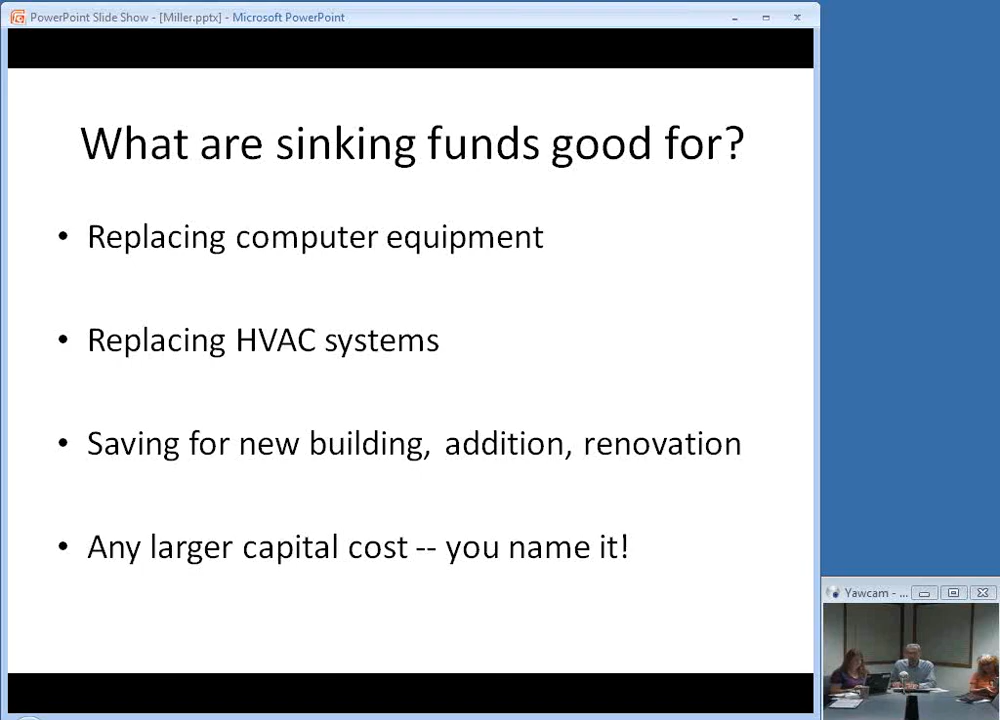 PowerPoint Slide Show - [Miller.pptx] - Microsoft PowerPoint
What are sinking funds good for?
• Replacing computer equipment
• Replacing HVAC systems
• Saving for new building, addition, renovation
• Any larger capital cost -- you name it!
Yawcam - ...